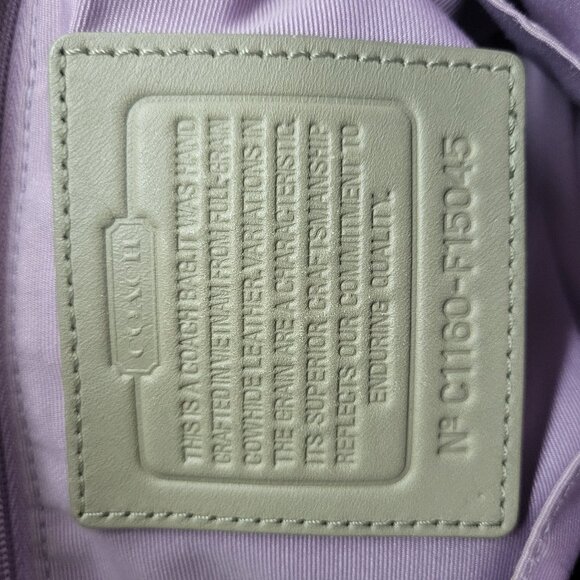 COACH
THIS IS A COACH BAG. IT WAS HAND
CRAFTED IN VIETNAM FROM FULL-GRAIN
COWHIDE LEATHER. VARIATIONS IN
THE GRAIN ARE A CHARACTERISTIC.
ITS SUPERIOR CRAFTSMANSHIP
REFLECTS OUR COMMITMENT TO
ENDURING QUALITY.
Nº C1160-F15045